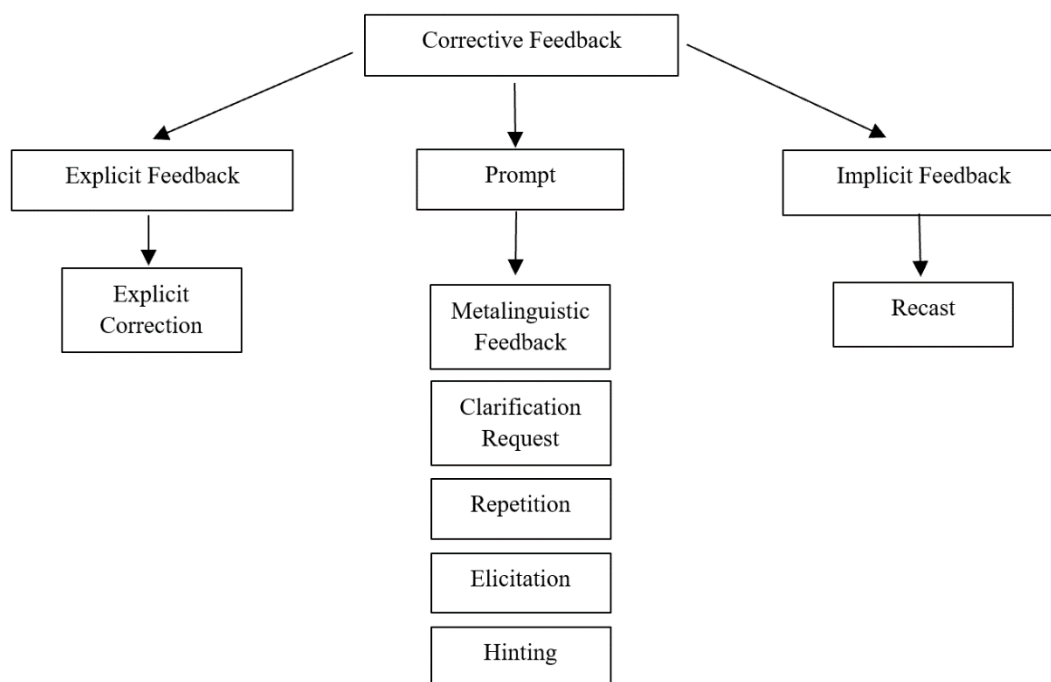 Corrective Feedback
Explicit Feedback
Prompt
Implicit Feedback
Explicit
Correction
Metalinguistic
Feedback
Recast
Clarification
Request
Repetition
Elicitation
Hinting